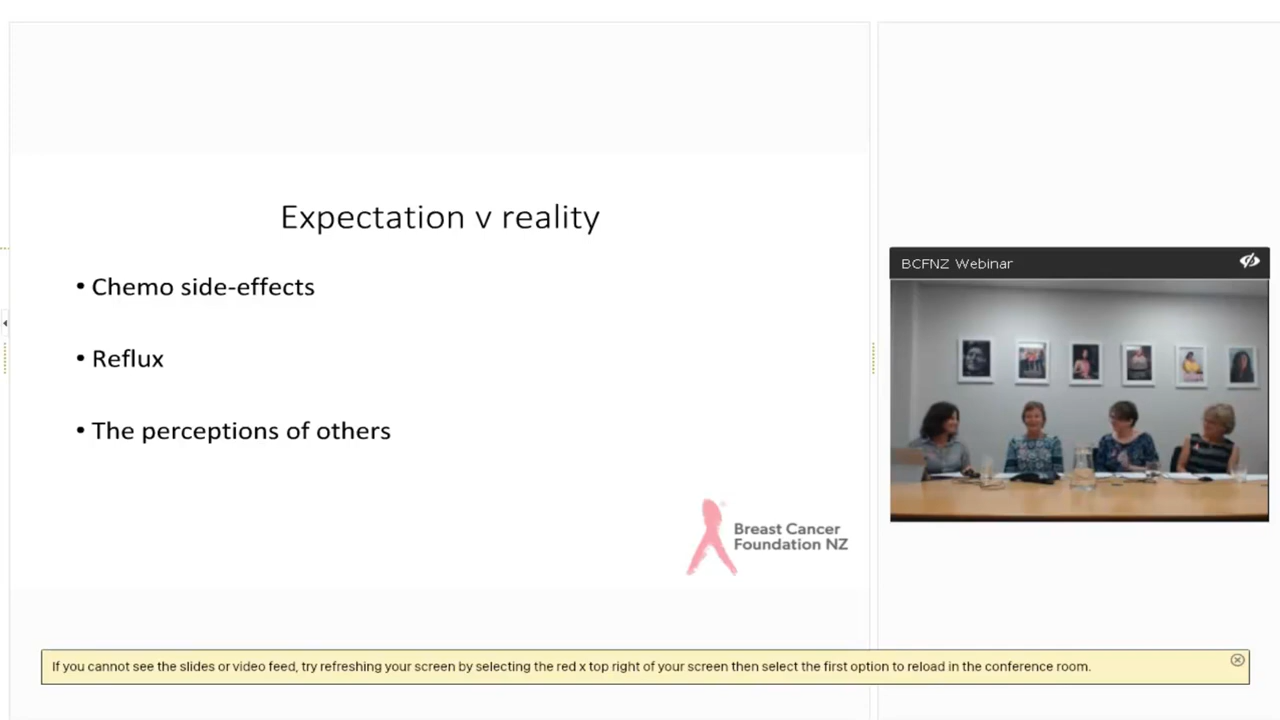 Expectation v reality
• Chemo side-effects
• Reflux
• The perceptions of others
Breast Cancer
Foundation NZ
BCFNZ Webinar
If you cannot see the slides or video feed, try refreshing your screen by selecting the red x top right of your screen then select the first option to reload in the conference room.